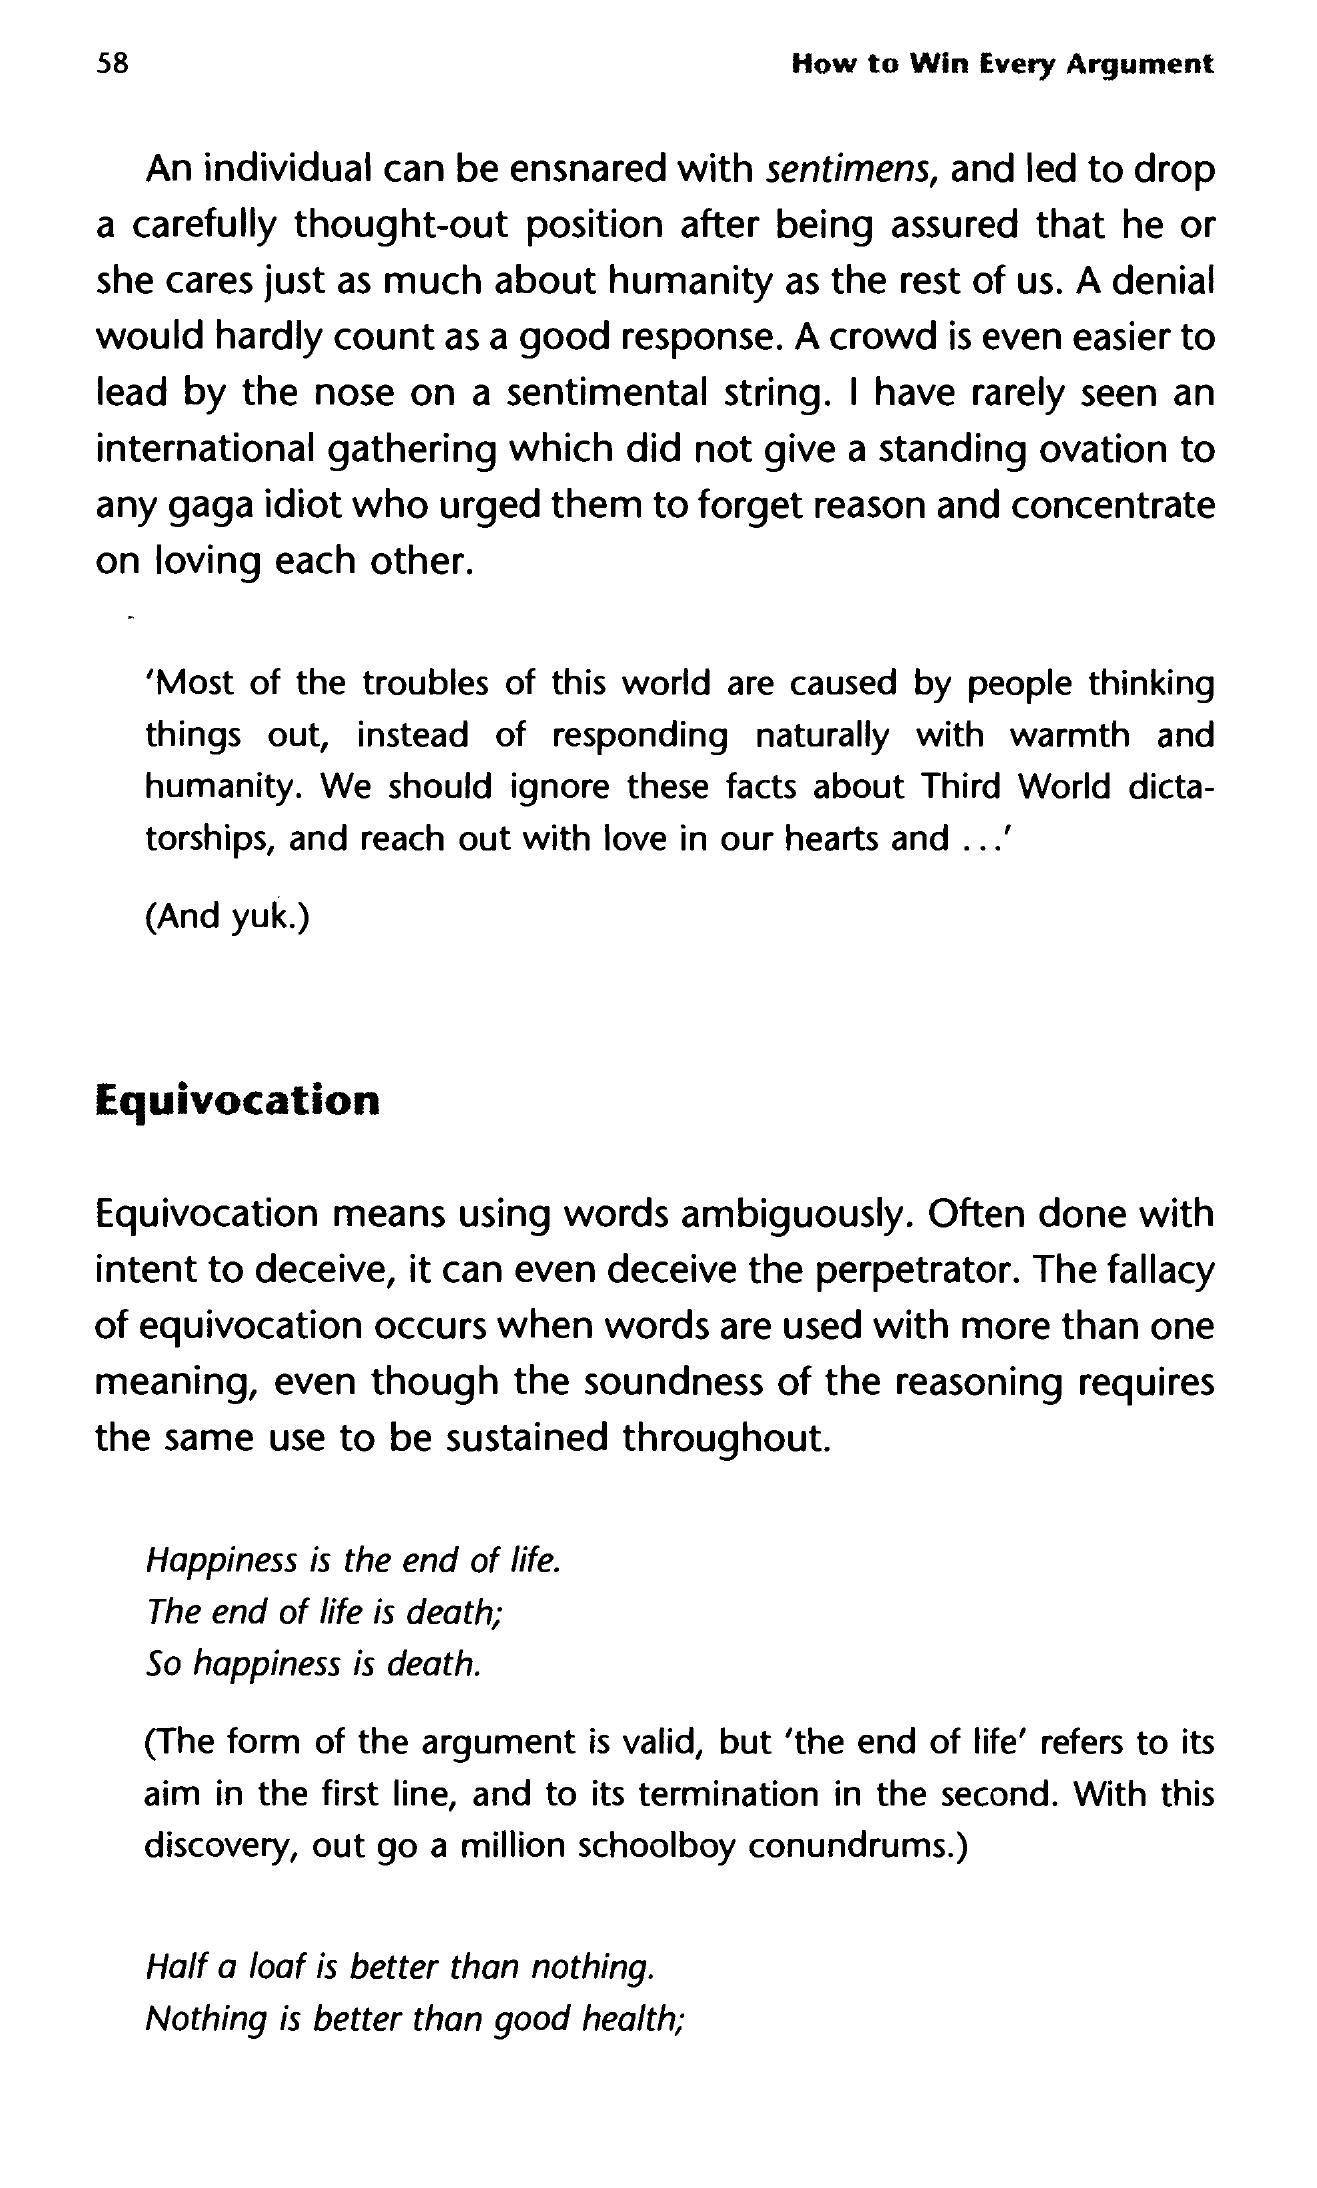 58
How to Win Every Argument
An individual can be ensnared with sentimens, and led to drop
a carefully thought-out position after being assured that he or
she cares just as much about humanity as the rest of us. A denial
would hardly count as a good response. A crowd is even easier to
lead by the nose on a sentimental string. I have rarely seen an
international gathering which did not give a standing ovation to
any gaga idiot who urged them to forget reason and concentrate
on loving each other.
'Most of the troubles of this world are caused by people thinking
things out, instead of responding naturally with warmth and
humanity. We should ignore these facts about Third World dicta-
torships, and reach out with love in our hearts and ...'
(And yuk.)
Equivocation
Equivocation means using words ambiguously. Often done with
intent to deceive, it can even deceive the perpetrator. The fallacy
of equivocation occurs when words are used with more than one
meaning, even though the soundness of the reasoning requires
the same use to be sustained throughout.
Happiness is the end of life.
The end of life is death;
So happiness is death.
(The form of the argument is valid, but 'the end of life' refers to its
aim in the first line, and to its termination in the second. With this
discovery, out go a million schoolboy conundrums.)
Half a loaf is better than nothing.
Nothing is better than good health;